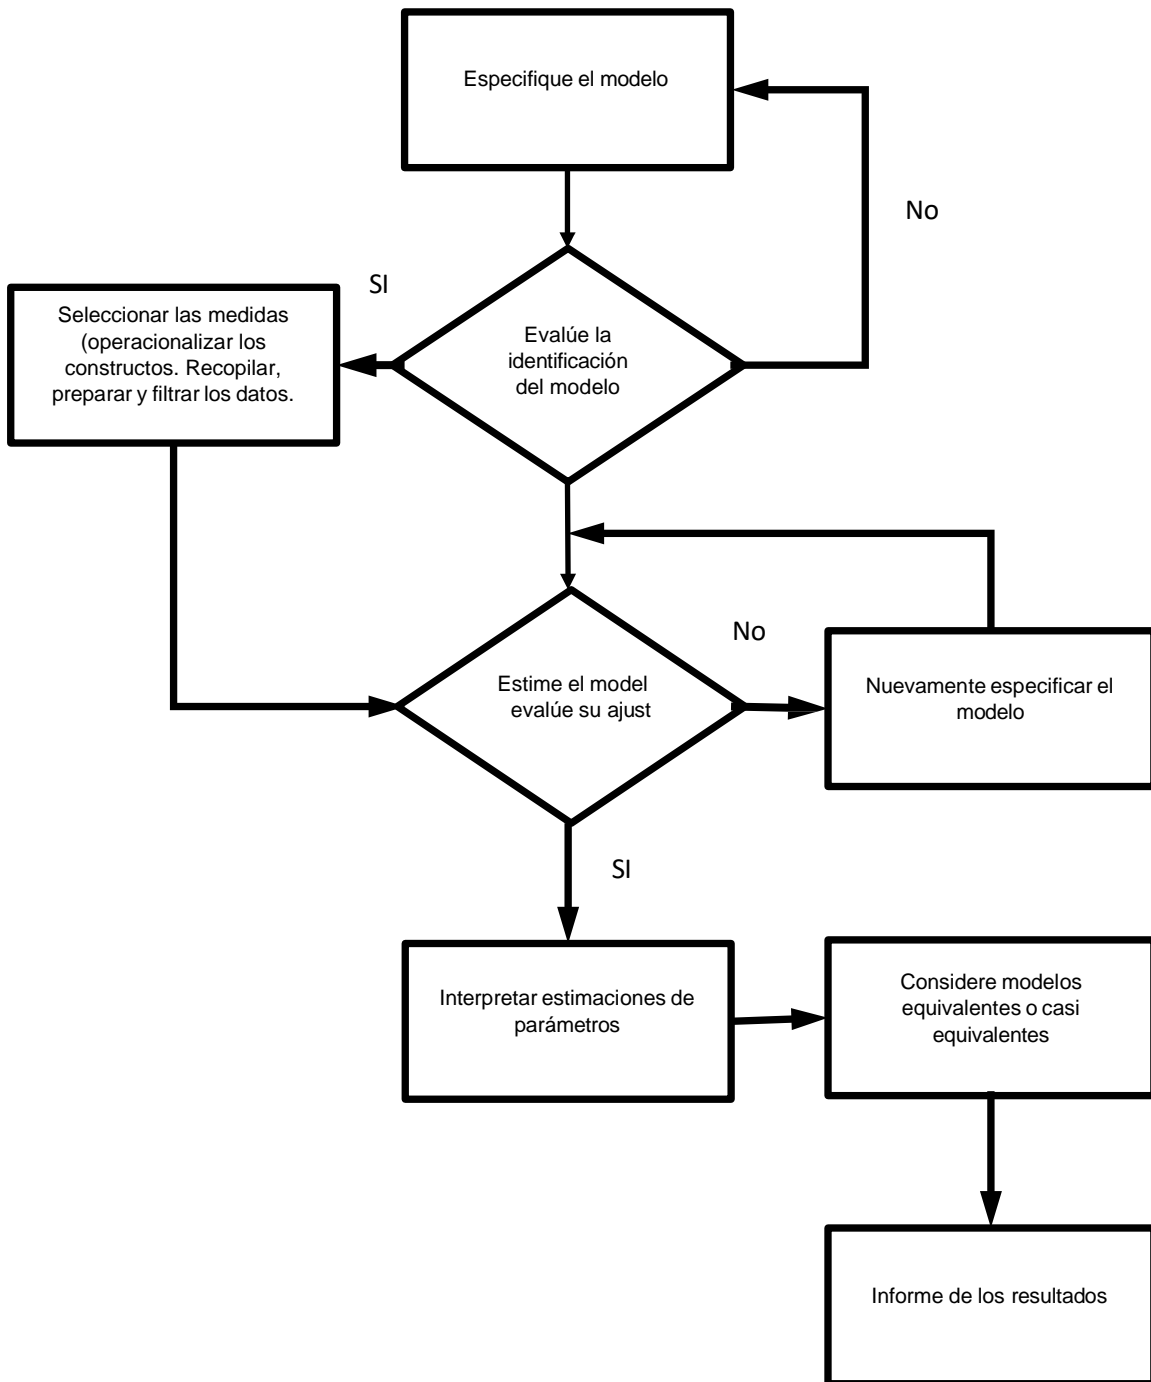 Especifique el modelo
No
SI
Seleccionar las medidas
(operacionalizar los
constructos. Recopilar,
preparar y filtrar los datos.
Evalúe la
identificación
del modelo
No
Estime el model
evalúe su ajust
Nuevamente especificar el
modelo
SI
Interpretar estimaciones de
parámetros
Considere modelos
equivalentes o casi
equivalentes
Informe de los resultados